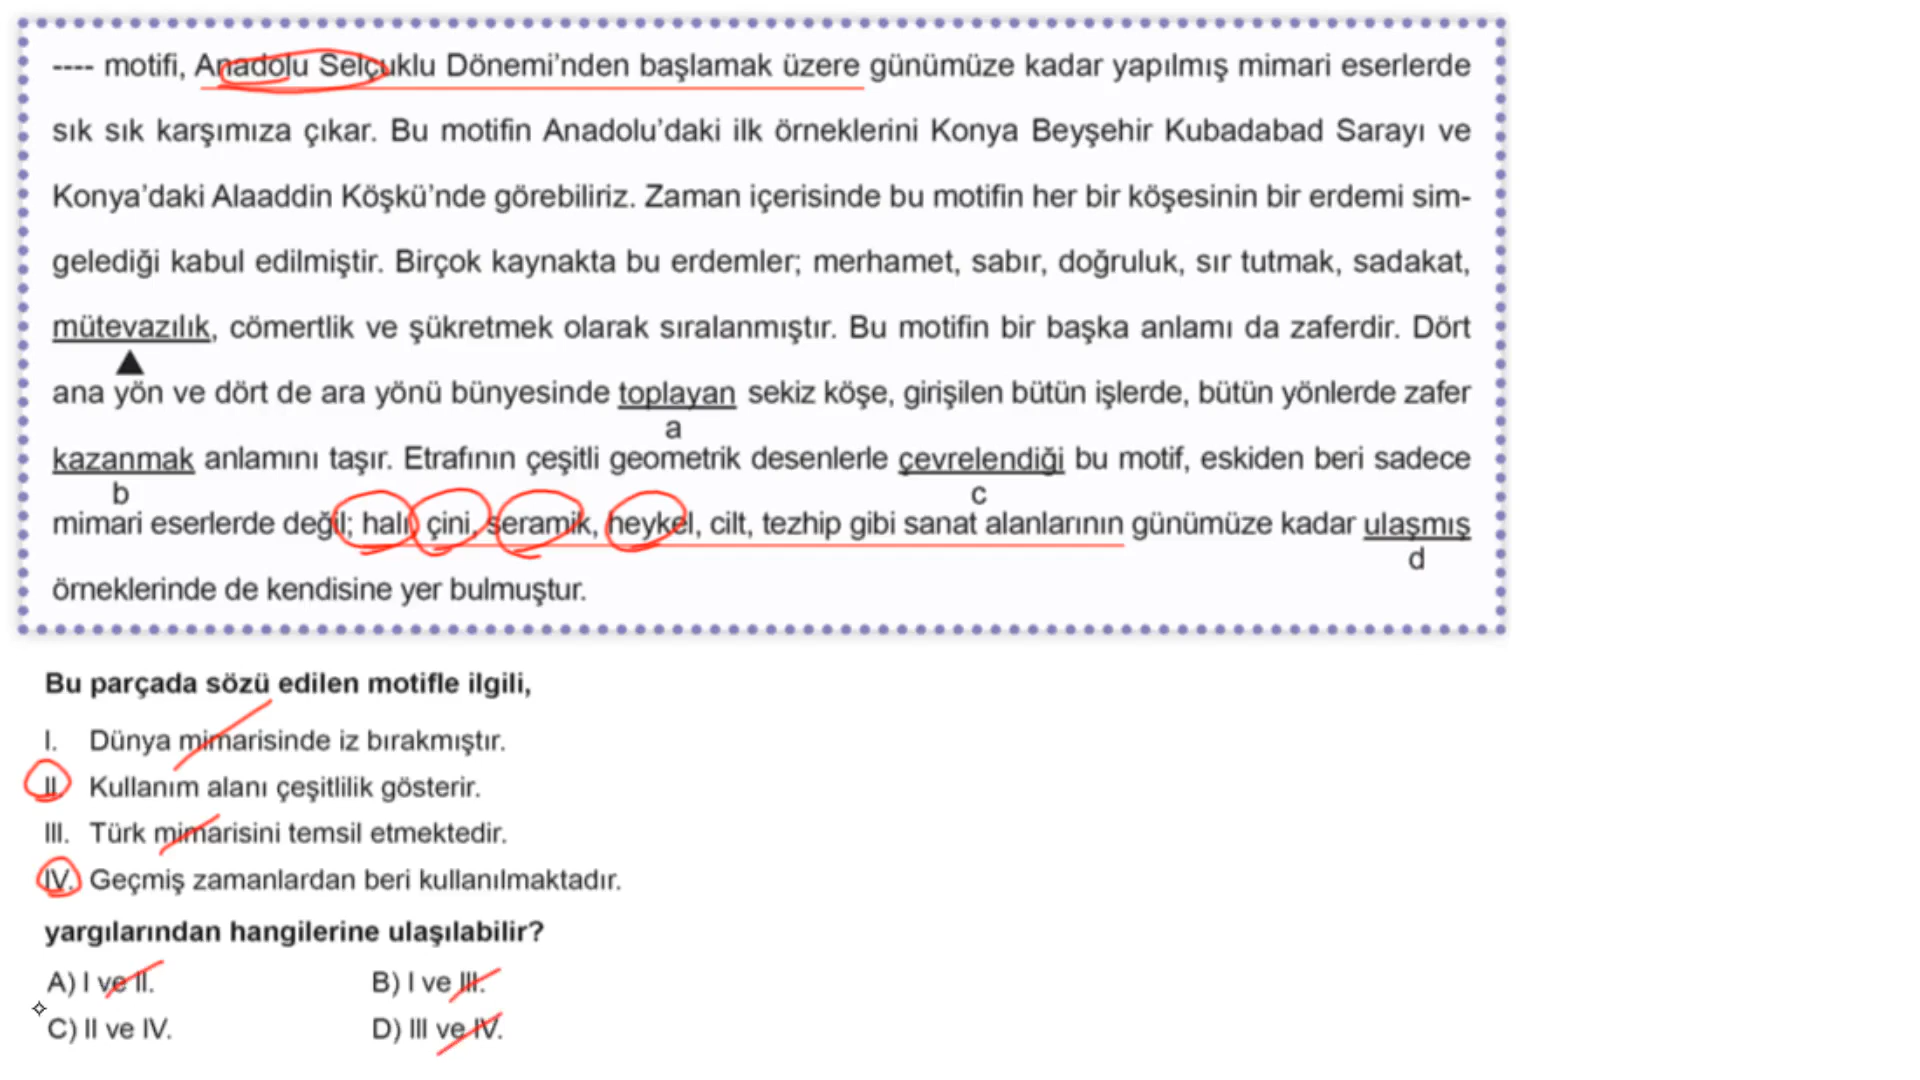 ---- motifi, Anadolu Selçuklu Dönemi’nden başlamak üzere günümüze kadar yapılmış mimari eserlerde
sık sık karşımıza çıkar. Bu motifin Anadolu’daki ilk örneklerini Konya Beyşehir Kubadabad Sarayı ve
Konya’daki Alaaddin Köşkü’nde görebiliriz. Zaman içerisinde bu motifin her bir köşesinin bir erdemi sim-
gelediği kabul edilmiştir. Birçok kaynakta bu erdemler; merhamet, sabır, doğruluk, sır tutmak, sadakat,
mütevazılık, cömertlik ve şükretmek olarak sıralanmıştır. Bu motifin bir başka anlamı da zaferdir. Dört
▲
ana yön ve dört de ara yönü bünyesinde toplayan sekiz köşe, girişilen bütün işlerde, bütün yönlerde zafer
a
kazanmak anlamını taşır. Etrafının çeşitli geometrik desenlerle çevrelendiği bu motif, eskiden beri sadece
b c
mimari eserlerde değil; halı, çini, seramik, heykel, cilt, tezhip gibi sanat alanlarının günümüze kadar ulaşmış
d
örneklerinde de kendisine yer bulmuştur.
Bu parçada sözü edilen motifle ilgili,
I. Dünya mimarisinde iz bırakmıştır.
II. Kullanım alanı çeşitlilik gösterir.
III. Türk mimarisini temsil etmektedir.
IV. Geçmiş zamanlardan beri kullanılmaktadır.
yargılarından hangilerine ulaşılabilir?
A) I ve II. B) I ve III.
C) II ve IV. D) III ve IV.